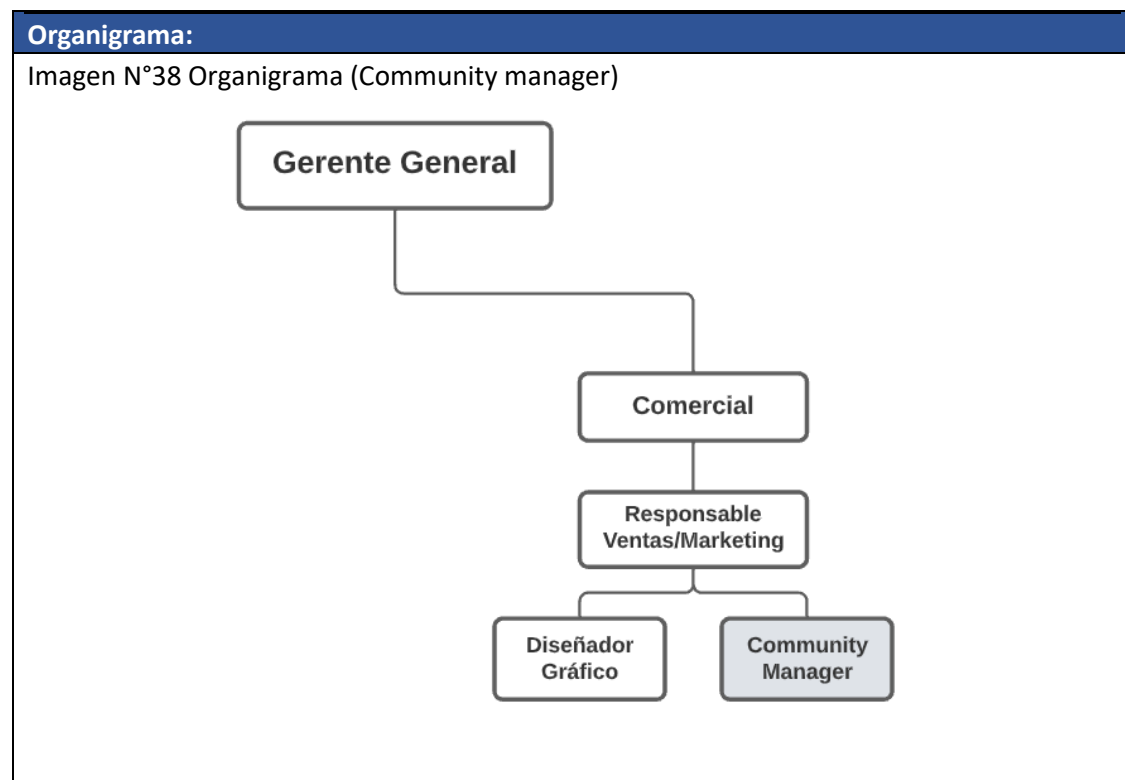 Organigrama:
Imagen N°38 Organigrama (Community manager)
Gerente General
Comercial
Responsable
Ventas/Marketing
Diseñador
Gráfico
Community
Manager